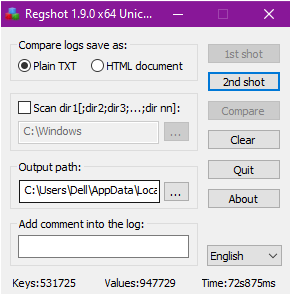 Regshot 1.9.0 x64 Unic...
Compare logs save as:
Plain TXT
HTML document
1st shot
2nd shot
Scan dir1[;dir2;dir3;...;dir nn]:
Compare
C:\Windows
...
Clear
Output path:
Quit
C:\Users\Dell\AppData\Loca
...
About
Add comment into the log:
English
Keys:531725
Values:947729
Time:72s875ms